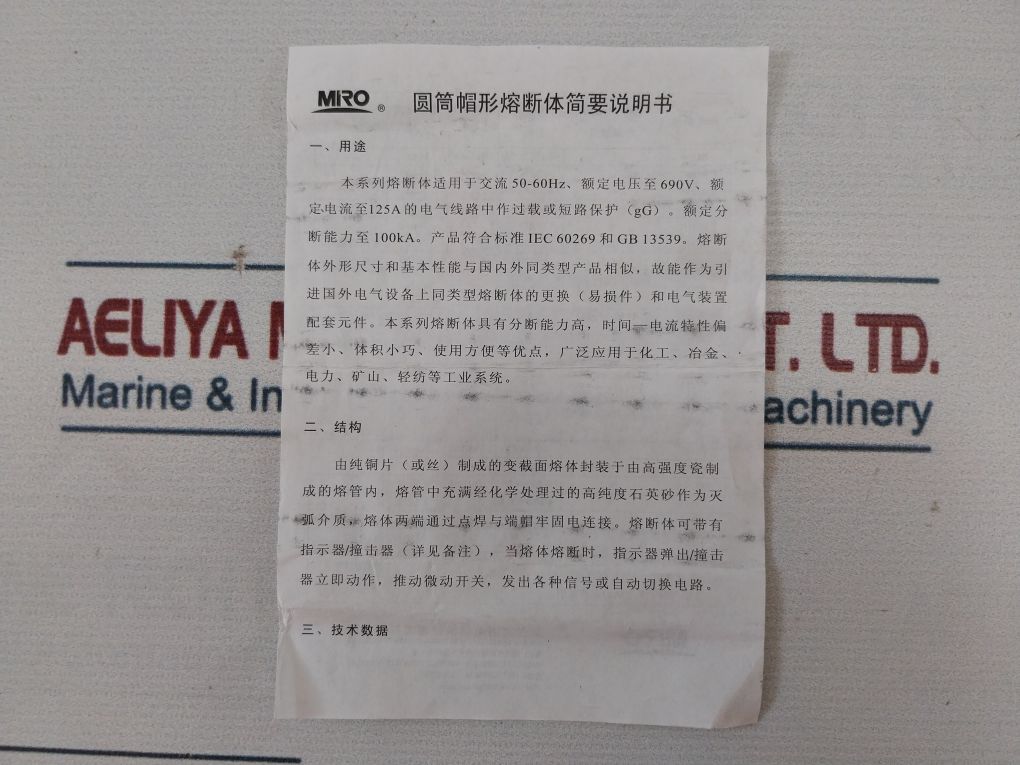 MIRO ® 圆筒帽形熔断体简要说明书
一、用途
本系列熔断体适用于交流 50-60Hz、额定电压至 690V、额
定电流至125A 的电气线路中作过载或短路保护（gG）。额定分
断能力至 100kA。产品符合标准 IEC 60269 和 GB 13539。熔断
体外形尺寸和基本性能与国内外同类型产品相似，故能作为引
进国外电气设备上同类型熔断体的更换（易损件）和电气装置
配套元件。本系列熔断体具有分断能力高，时间—电流特性偏
差小、体积小巧、使用方便等优点，广泛应用于化工、冶金、
电力、矿山、轻纺等工业系统。
二、结构
由纯铜片（或丝）制成的变截面熔体封装于由高强度瓷制
成的熔管内，熔管中充满经化学处理过的高纯度石英砂作为灭
弧介质，熔体两端通过点焊与端帽牢固电连接。熔断体可带有
指示器/撞击器（详见备注），当熔体熔断时，指示器弹出/撞击
器立即动作，推动微动开关，发出各种信号或自动切换电路。
三、技术数据
AELIYA M T. LTD.
Marine & In achinery